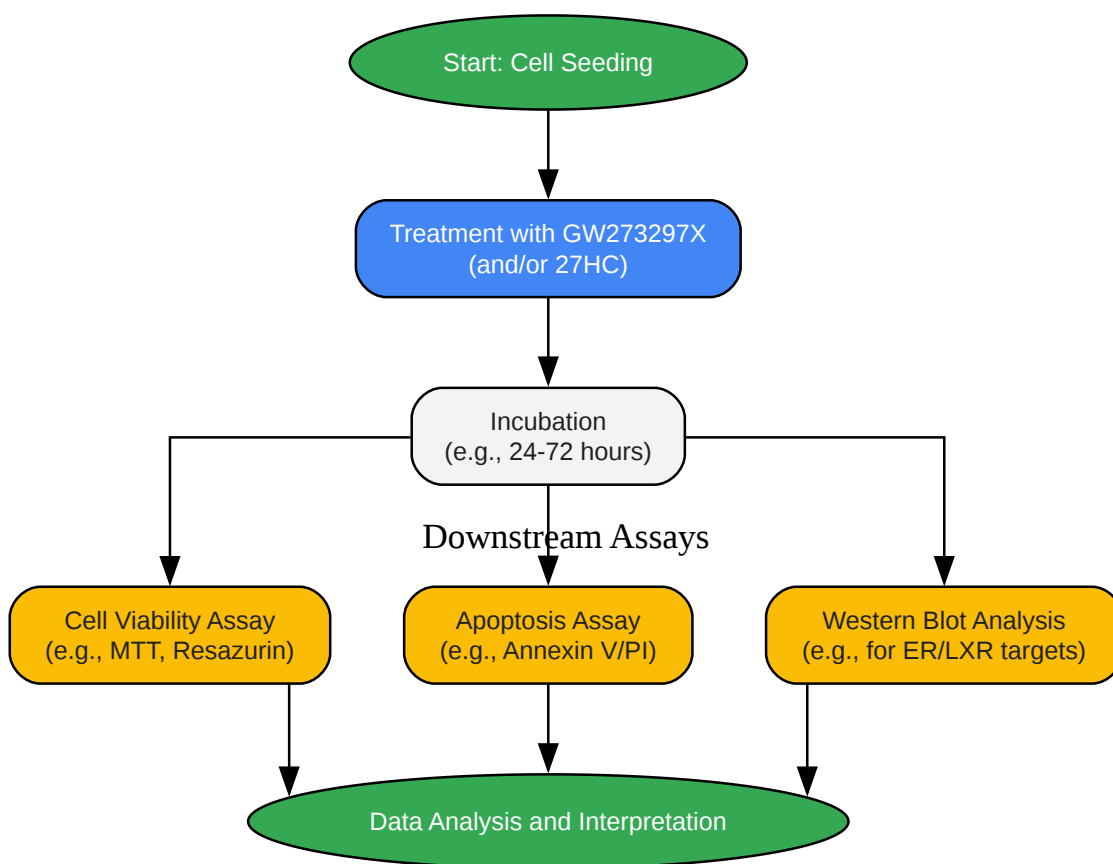 Start: Cell Seeding
Treatment with GW273297X
(and/or 27HC)
Incubation
(e.g., 24-72 hours)
Downstream Assays
Cell Viability Assay
(e.g., MTT, Resazurin)
Apoptosis Assay
(e.g., Annexin V/PI)
Western Blot Analysis
(e.g., for ER/LXR targets)
Data Analysis and Interpretation